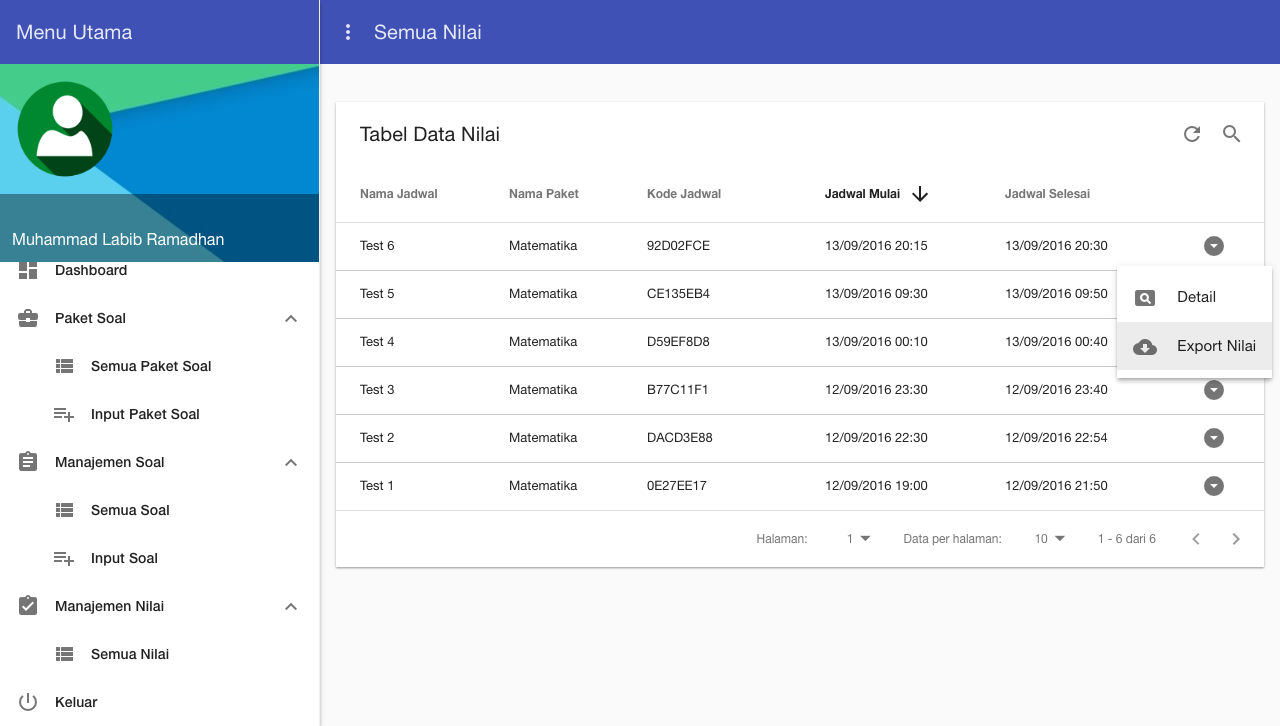 Menu Utama
Semua Nilai
Muhammad Labib Ramadhan
Dashboard
Paket Soal
Semua Paket Soal
Input Paket Soal
Manajemen Soal
Semua Soal
Input Soal
Manajemen Nilai
Semua Nilai
Keluar
Tabel Data Nilai
Nama Jadwal Nama Paket Kode Jadwal Jadwal Mulai Jadwal Selesai
Test 6 Matematika 92D02FCE 13/09/2016 20:15 13/09/2016 20:30
Test 5 Matematika CE135EB4 13/09/2016 09:30 13/09/2016 09:50
Test 4 Matematika D59EF8D8 13/09/2016 00:10 13/09/2016 00:40
Test 3 Matematika B77C11F1 12/09/2016 23:30 12/09/2016 23:40
Test 2 Matematika DACD3E88 12/09/2016 22:30 12/09/2016 22:54
Test 1 Matematika 0E27EE17 12/09/2016 19:00 12/09/2016 21:50
Detail
Export Nilai
Halaman: 1 Data per halaman: 10 1 - 6 dari 6